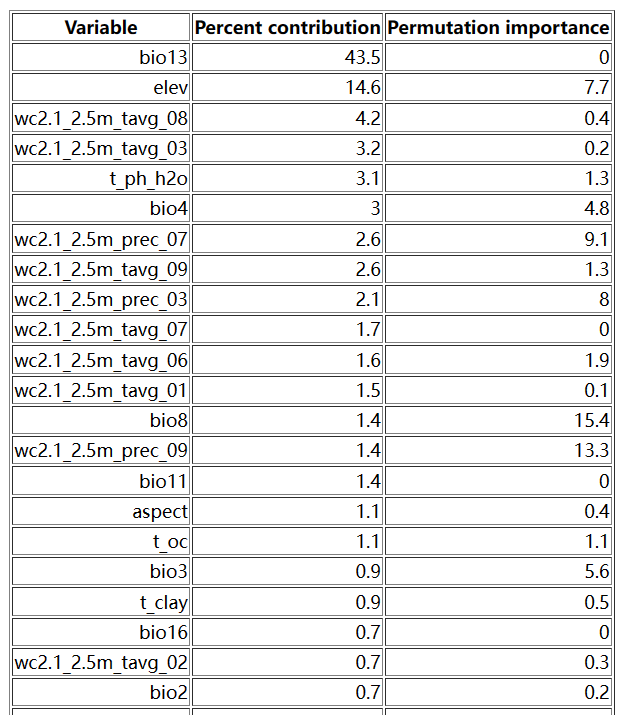 Variable Percent contribution Permutation importance
bio13 43.5 0
elev 14.6 7.7
wc2.1_2.5m_tavg_08 4.2 0.4
wc2.1_2.5m_tavg_03 3.2 0.2
t_ph_h2o 3.1 1.3
bio4 3 4.8
wc2.1_2.5m_prec_07 2.6 9.1
wc2.1_2.5m_tavg_09 2.6 1.3
wc2.1_2.5m_prec_03 2.1 8
wc2.1_2.5m_tavg_07 1.7 0
wc2.1_2.5m_tavg_06 1.6 1.9
wc2.1_2.5m_tavg_01 1.5 0.1
bio8 1.4 15.4
wc2.1_2.5m_prec_09 1.4 13.3
bio11 1.4 0
aspect 1.1 0.4
t_oc 1.1 1.1
bio3 0.9 5.6
t_clay 0.9 0.5
bio16 0.7 0
wc2.1_2.5m_tavg_02 0.7 0.3
bio2 0.7 0.2